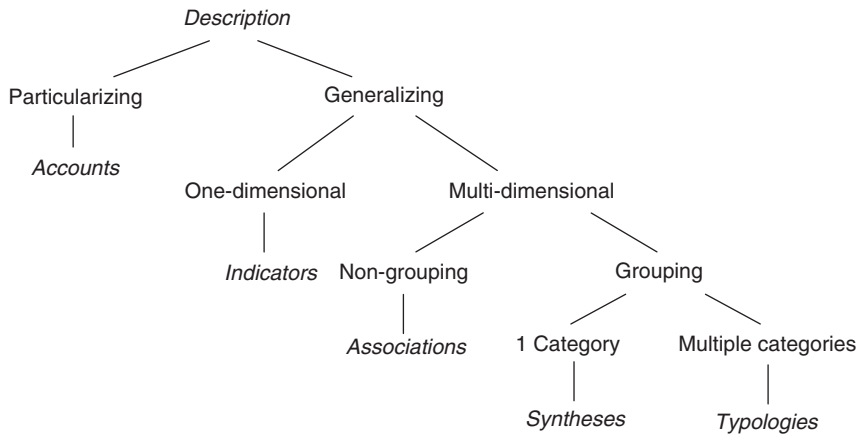 Description
Particularizing
Generalizing
Accounts
One-dimensional
Multi-dimensional
Indicators
Non-grouping
Grouping
Associations
1 Category
Multiple categories
Syntheses
Typologies